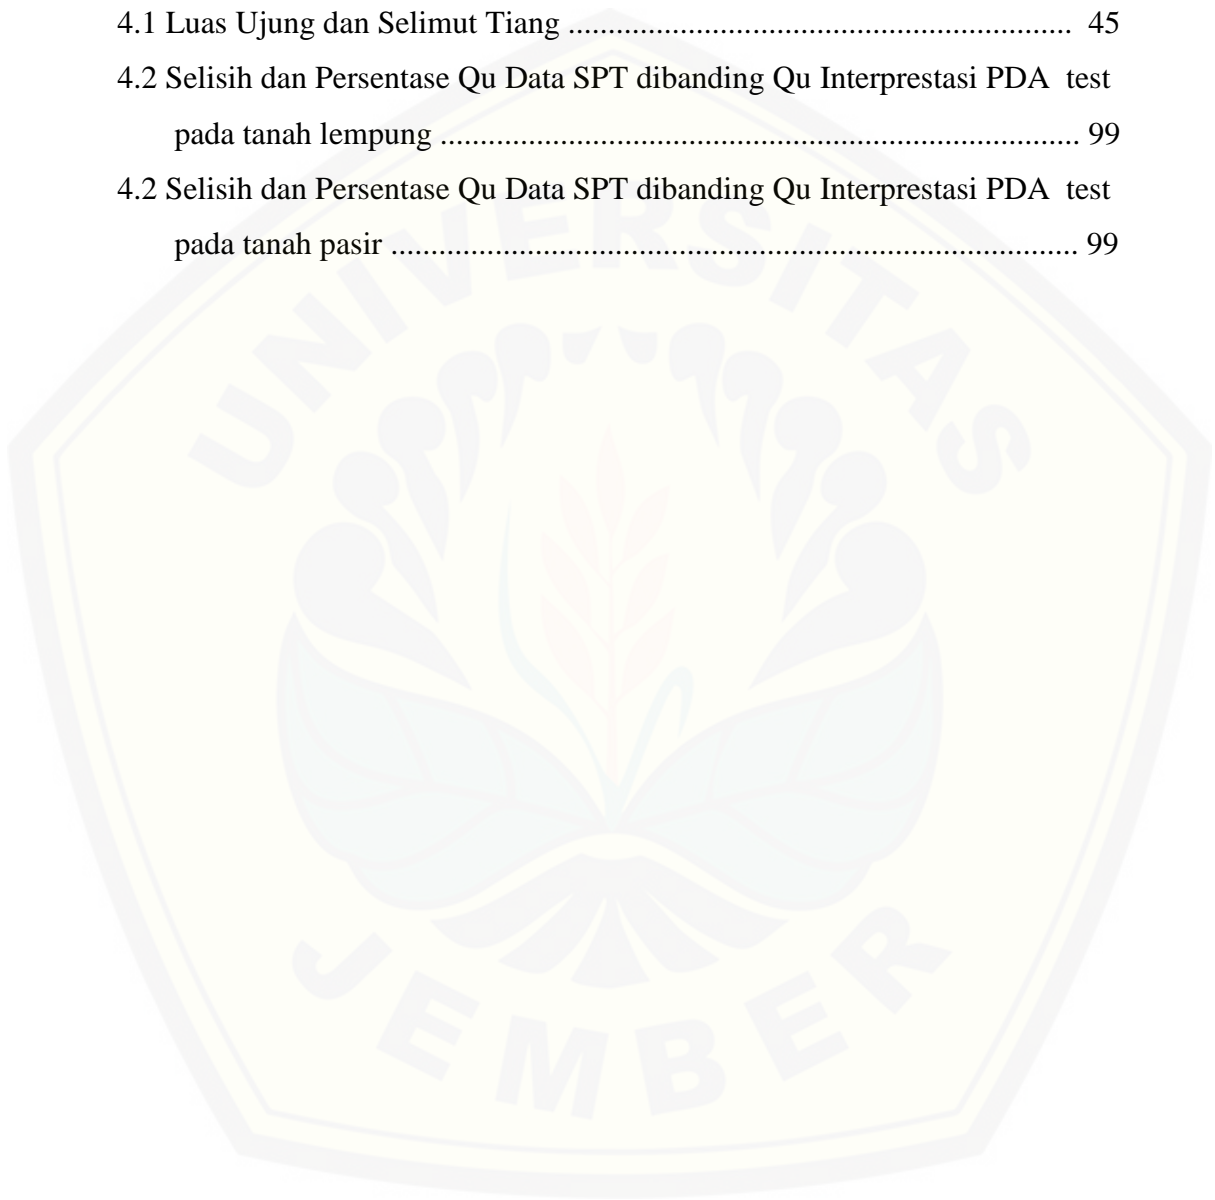 4.1 Luas Ujung dan Selimut Tiang ............................................................... 45
4.2 Selisih dan Persentase Qu Data SPT dibanding Qu Interprestasi PDA  test
pada tanah lempung ................................................................................ 99
4.2 Selisih dan Persentase Qu Data SPT dibanding Qu Interprestasi PDA  test
pada tanah pasir ...................................................................................... 99
UNIVERSITAS
JEMBER